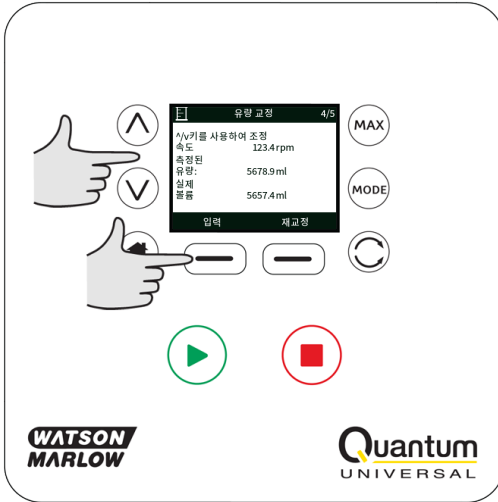 유량 교정 4/5
^/v키를 사용하여 조정
속도 123.4 rpm
측정된
유량: 5678.9 ml
실제
볼륨 5657.4 ml
입력 재교정
MAX
MODE
WATSON
MARLOW
Quantum
UNIVERSAL